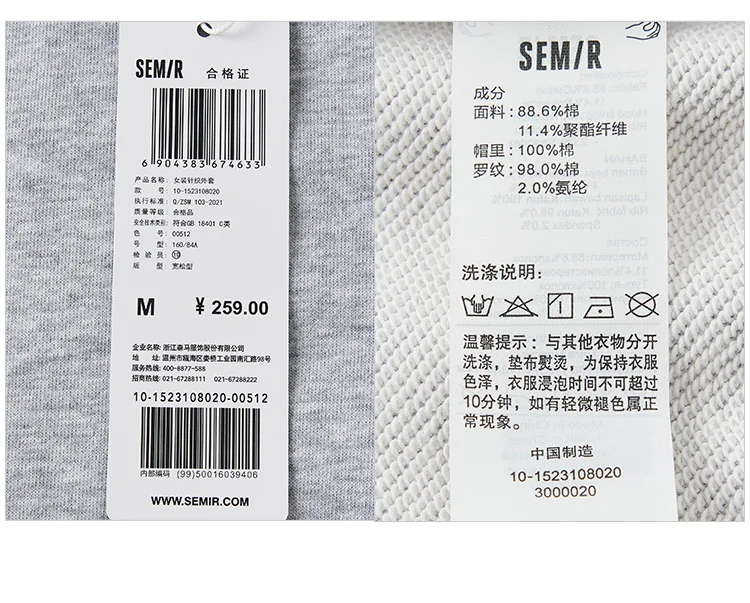 SEM/R 合格证
6 904383 674633
产品名称: 女装针织外套
款 号: 10-1523108020
执行标准: Q/ZSM 103-2021
质量等级: 合格品
安全技术类别: 符合GB 18401 C类
色 号: 00512
号 型: 160/84A
检 验 员: ⑩
版 型: 宽松型
M ¥ 259.00
企业名称: 浙江森马服饰股份有限公司
地 址: 温州市瓯海区娄桥工业园南汇路98号
服务热线: 400-8877-588
招商热线: 021-67288111 021-67288222
10-1523108020-00512
内部编码 (99)50016039406
WWW.SEMIR.COM
SEM/R
成分
面料: 88.6%棉
11.4%聚酯纤维
帽里: 100%棉
罗纹: 98.0%棉
2.0%氨纶
洗涤说明:
温馨提示: 与其他衣物分开
洗涤, 垫布熨烫, 为保持衣服
色泽, 衣服浸泡时间不可超过
10分钟, 如有轻微褪色属正
常现象。
中国制造
10-1523108020
3000020